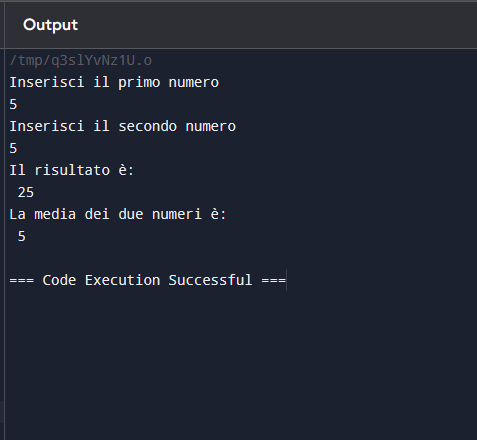 Output
/tmp/q3slYvNz1U.o
Inserisci il primo numero
5
Inserisci il secondo numero
5
Il risultato è:
 25
La media dei due numeri è:
 5
=== Code Execution Successful ===